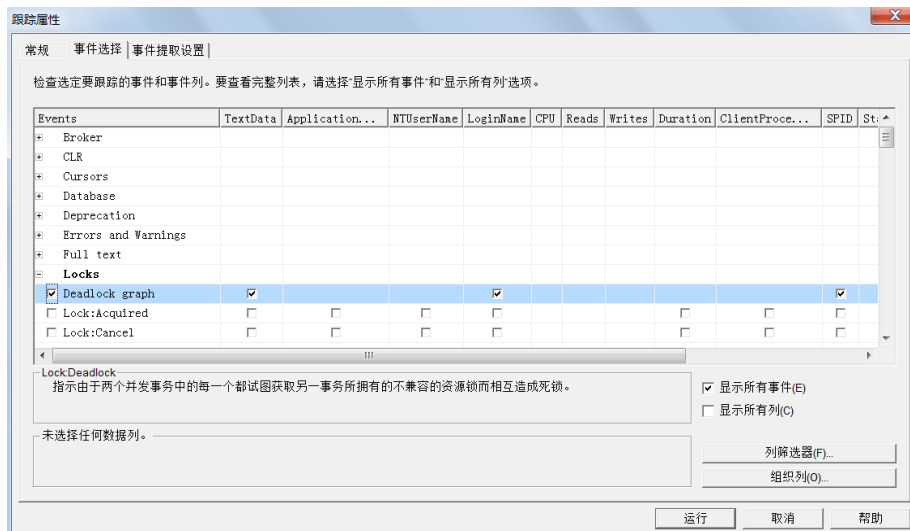 跟踪属性
常规 事件选择 事件提取设置
检查选定要跟踪的事件和事件列。要查看完整列表，请选择"显示所有事件"和"显示所有列"选项。
Events TextData Application... NTUserName LoginName CPU Reads Writes Duration ClientProce... SPID St
Broker
CLR
Cursors
Database
Deprecation
Errors and Warnings
Full text
Locks
Deadlock graph
Lock:Acquired
Lock:Cancel
Lock:Deadlock
指示由于两个并发事务中的每一个都试图获取另一事务所拥有的不兼容的资源锁而相互造成死锁。
显示所有事件(E)
显示所有列(C)
未选择任何数据列。
列筛选器(F)...
组织列(O)...
运行 取消 帮助